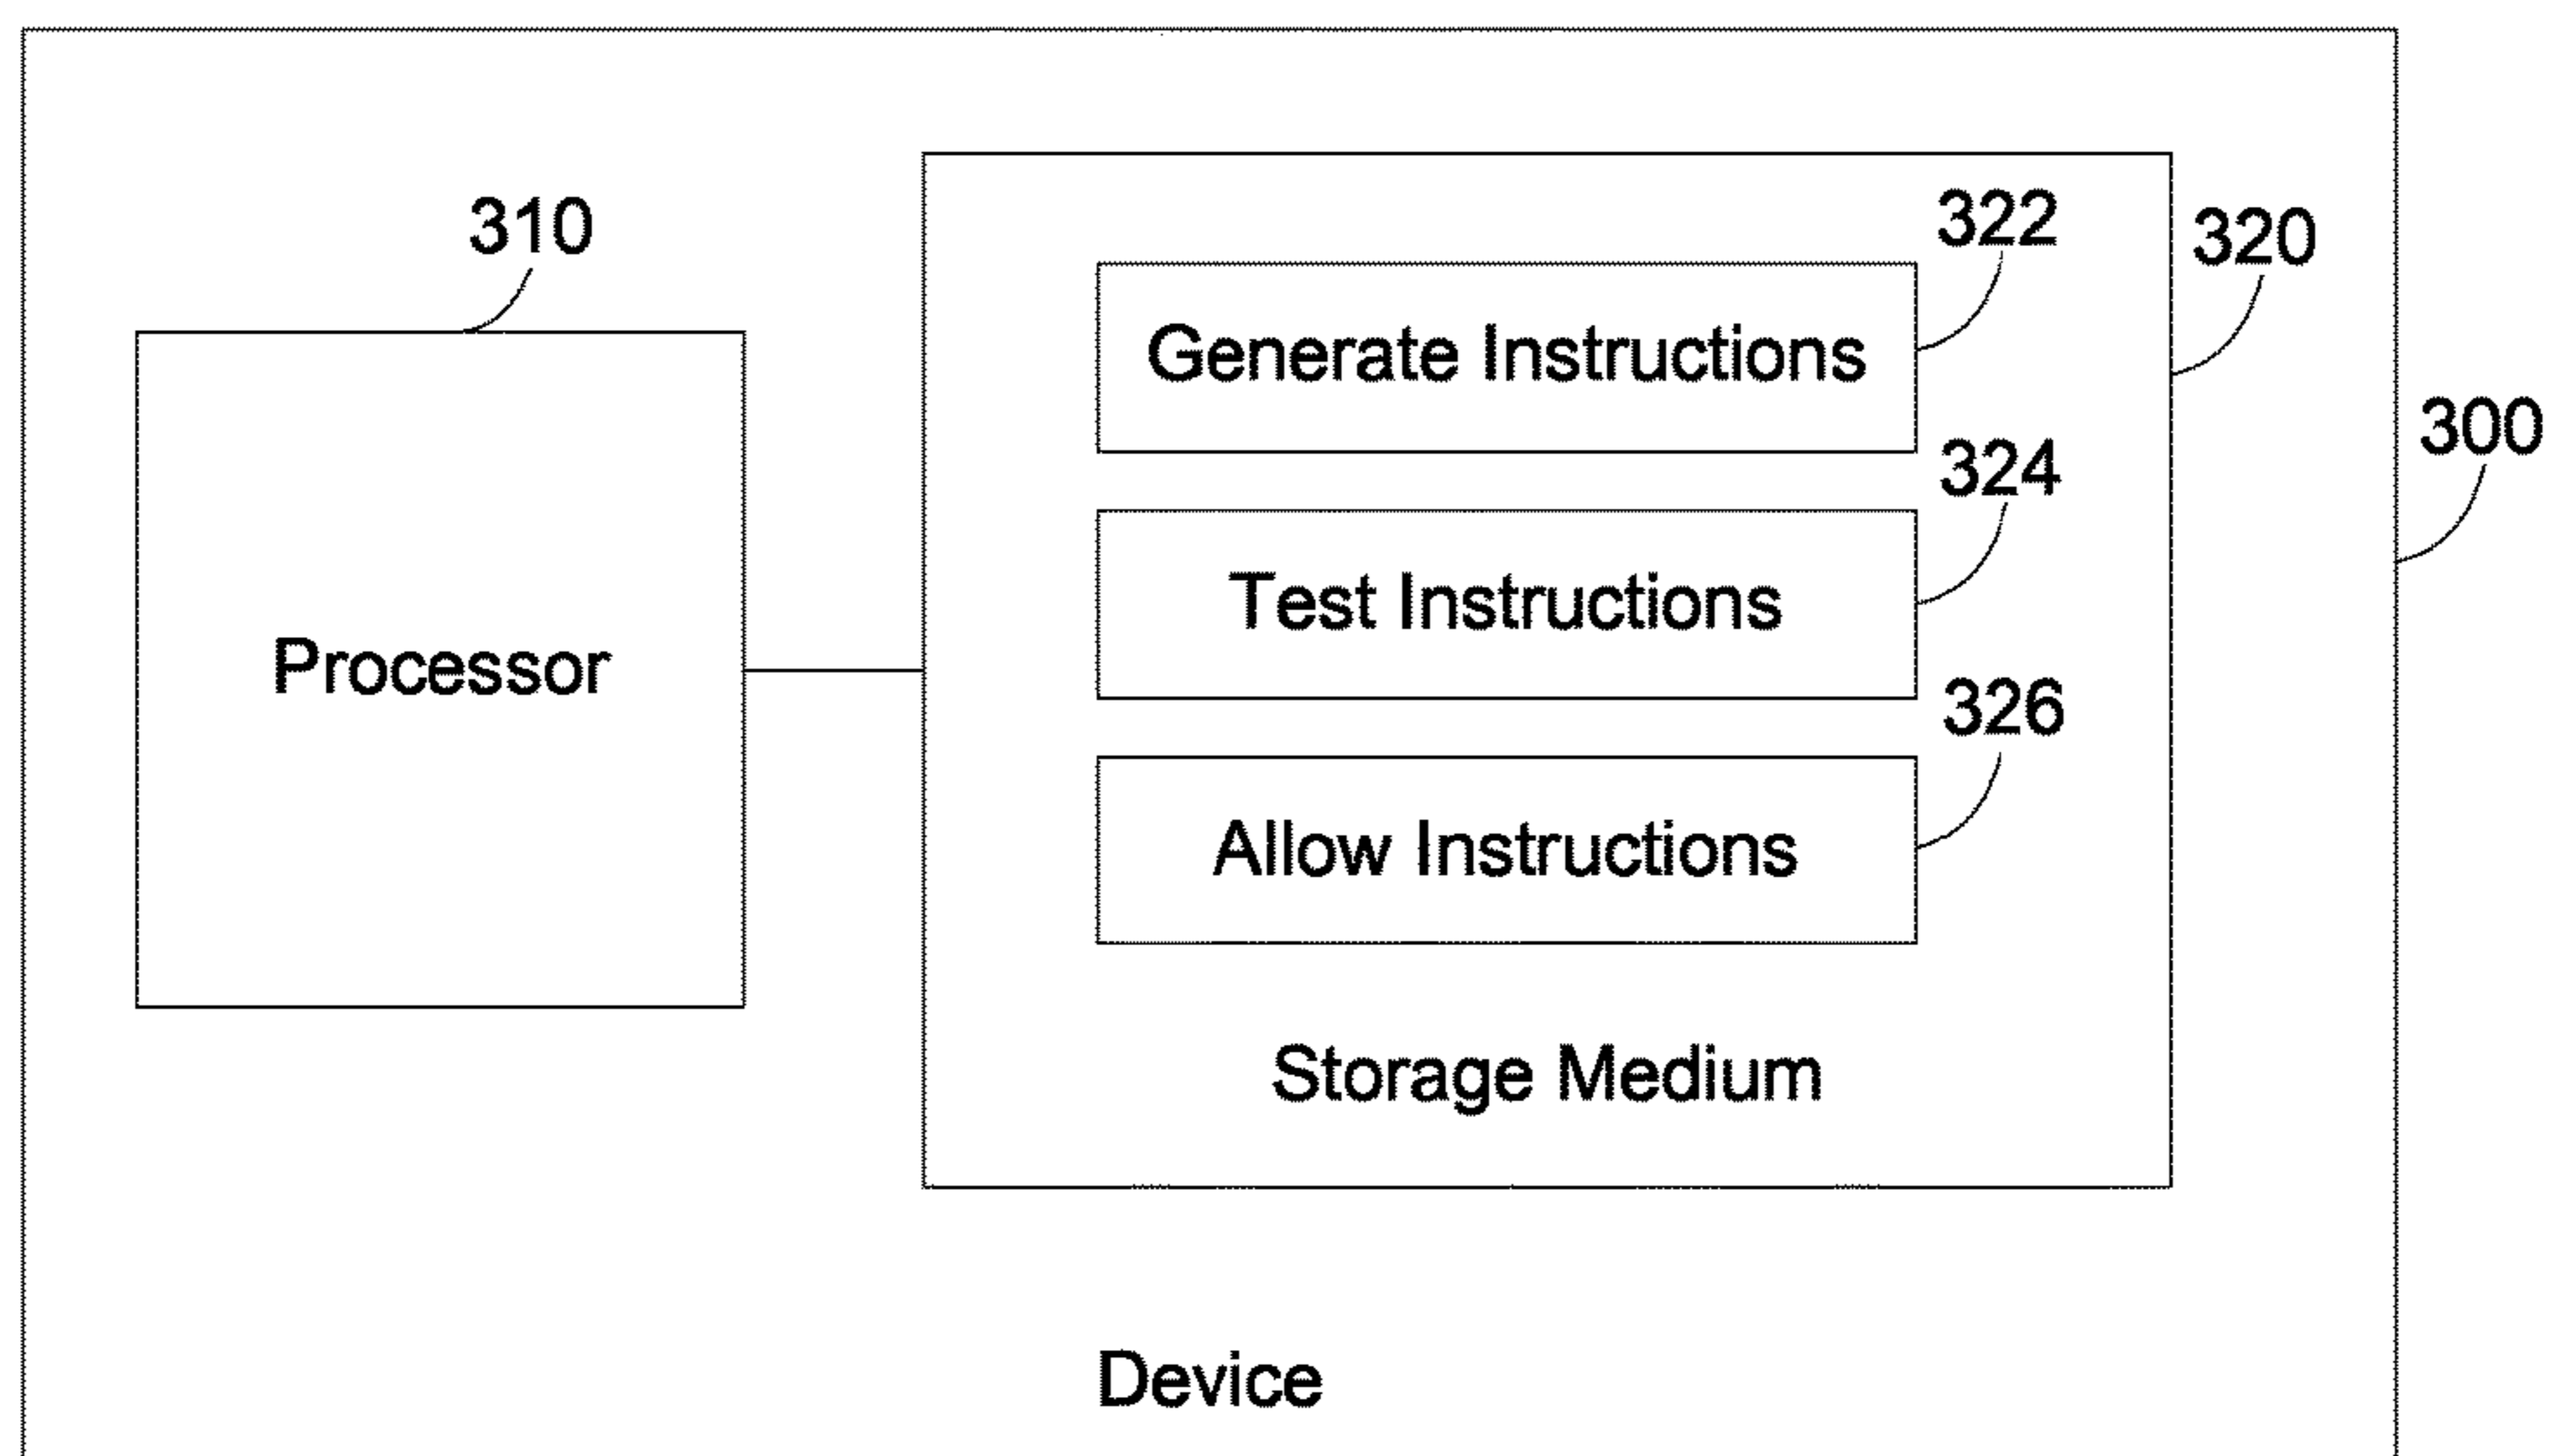 310
322
320
Generate Instructions
300
324
Test Instructions
Processor
326
Allow Instructions
Storage Medium
Device